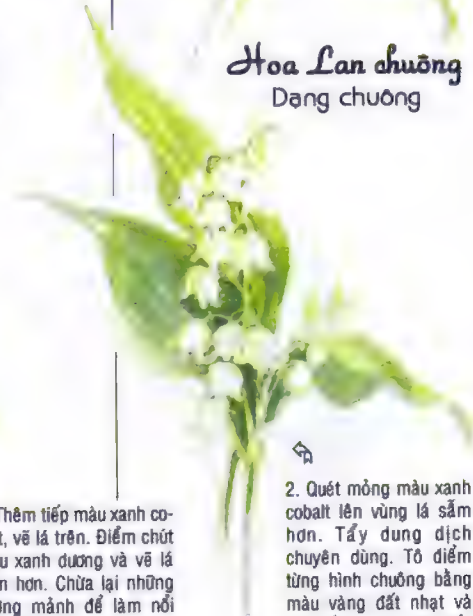 Hoa Lan chuông
Dạng chuông
Thêm tiếp màu xanh co-
vẽ lá trên. Điểm chút
xanh dương và vẽ lá
hơn. Chừa lại những
mảnh để làm nổi
2. Quét mỏng màu xanh
cobalt lên vùng lá sẫm
hơn. Tẩy dung dịch
chuyên dùng. Tô điểm
từng hình chuông bằng
màu vàng đất nhạt và